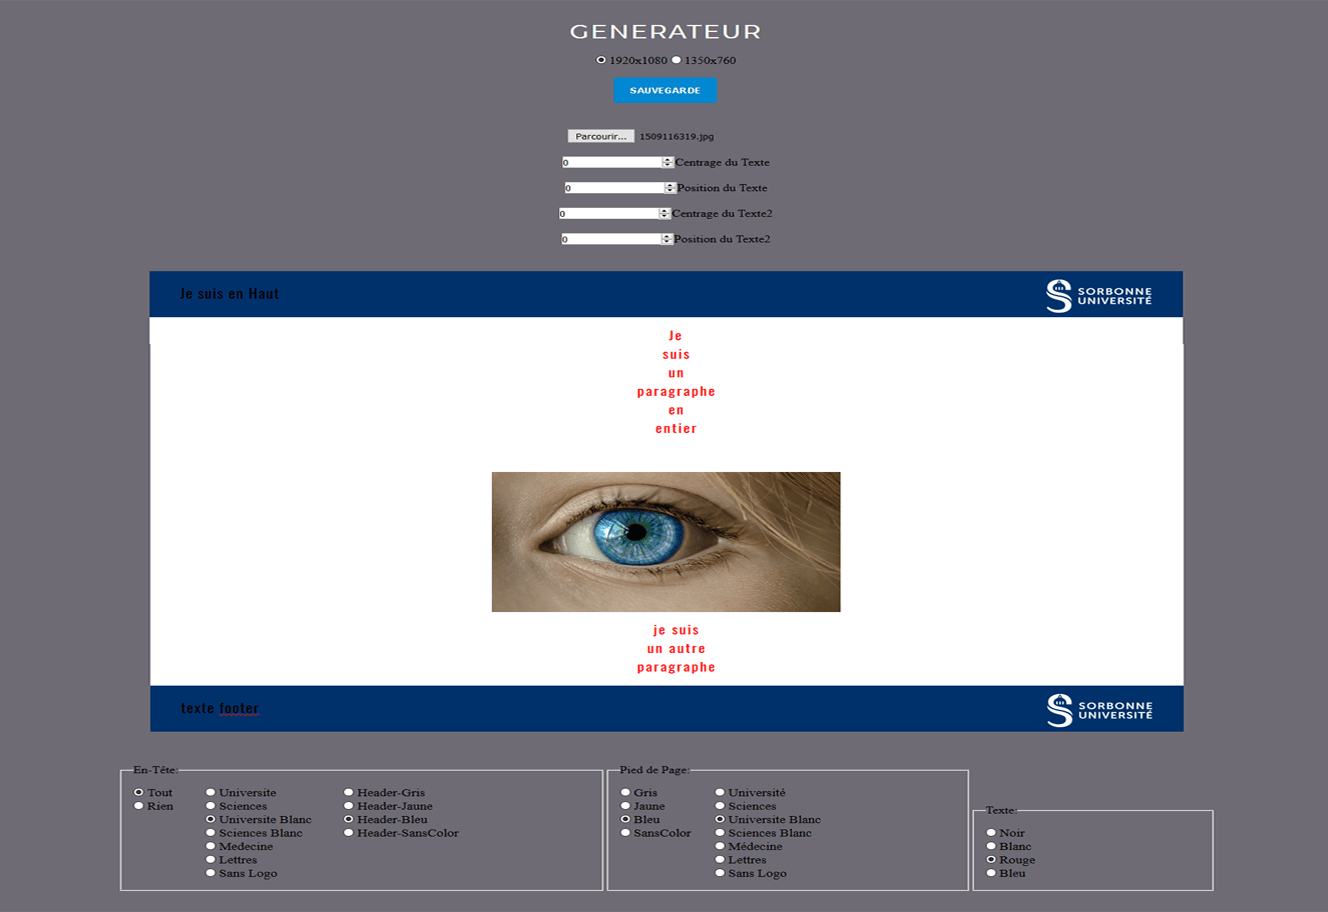 GENERATEUR
1920x1080 1350x760
SAUVEGARDE
Parcourir... 1509116319.jpg
0 Centrage du Texte
0 Position du Texte
0 Centrage du Texte2
0 Position du Texte2
Je suis en Haut
SORBONNE
UNIVERSITÉ
Je
suis
un
paragraphe
en
entier
je suis
un autre
paragraphe
texte footer
SORBONNE
UNIVERSITÉ
En-Tête:
Tout
Rien
Universite
Sciences
Universite Blanc
Sciences Blanc
Medecine
Lettres
Sans Logo
Header-Gris
Header-Jaune
Header-Bleu
Header-SansColor
Pied de Page:
Gris
Jaune
Bleu
SansColor
Université
Sciences
Universite Blanc
Sciences Blanc
Médecine
Lettres
Sans Logo
Texte:
Noir
Blanc
Rouge
Bleu